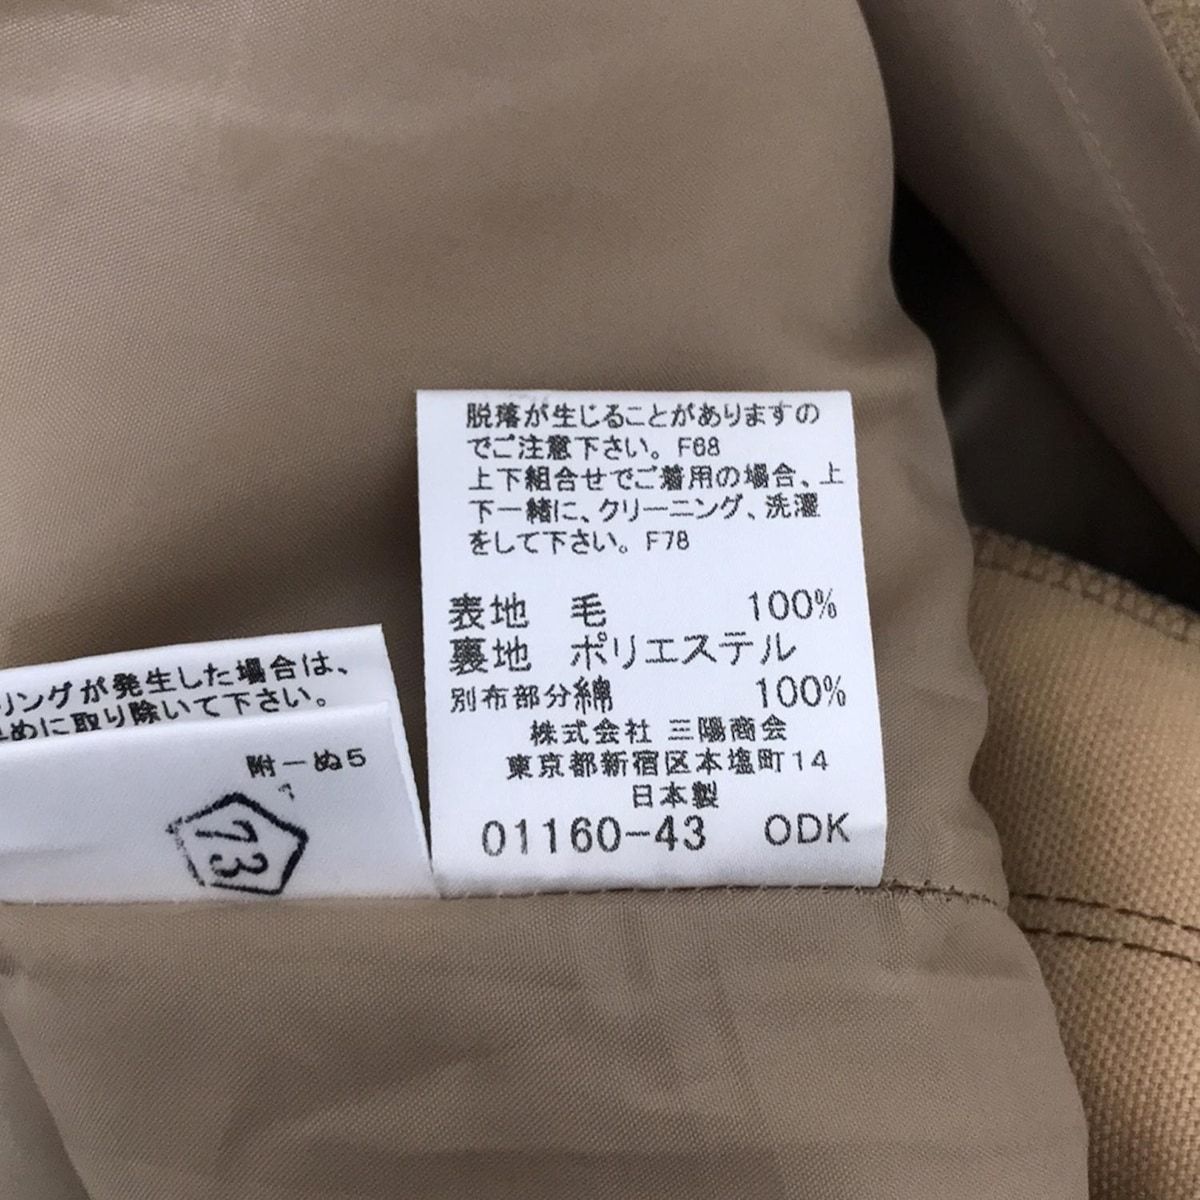 脱落が生じることがありますの
でご注意下さい。F68
上下組合せでご着用の場合、上
下一緒に、クリーニング、洗濯
をして下さい。F78
表地 毛 100%
裏地 ポリエステル
別布部分綿 100%
株式会社 三陽商会
東京都新宿区本塩町14
日本製
01160-43 ODK
リングが発生した場合は、
めに取り除いて下さい。
附ーぬ5
73